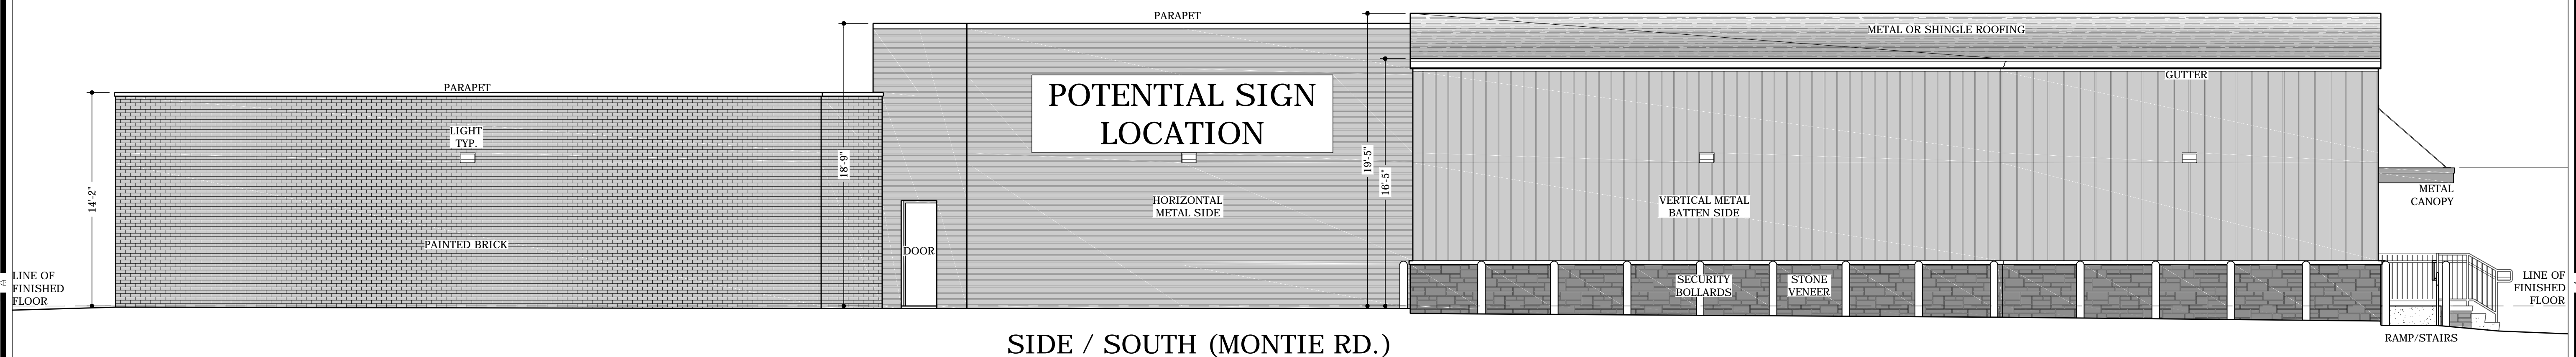 PARAPET
METAL OR SHINGLE ROOFING
GUTTER
PARAPET
POTENTIAL SIGN
LOCATION
LIGHT
TYP.
14'-2"
18'-9"
19'-5"
16'-5"
HORIZONTAL
METAL SIDE
VERTICAL METAL
BATTEN SIDE
METAL
CANOPY
PAINTED BRICK
DOOR
LINE OF
FINISHED
FLOOR
SECURITY
BOLLARDS
STONE
VENEER
LINE OF
FINISHED
FLOOR
RAMP/STAIRS
SIDE / SOUTH (MONTIE RD.)